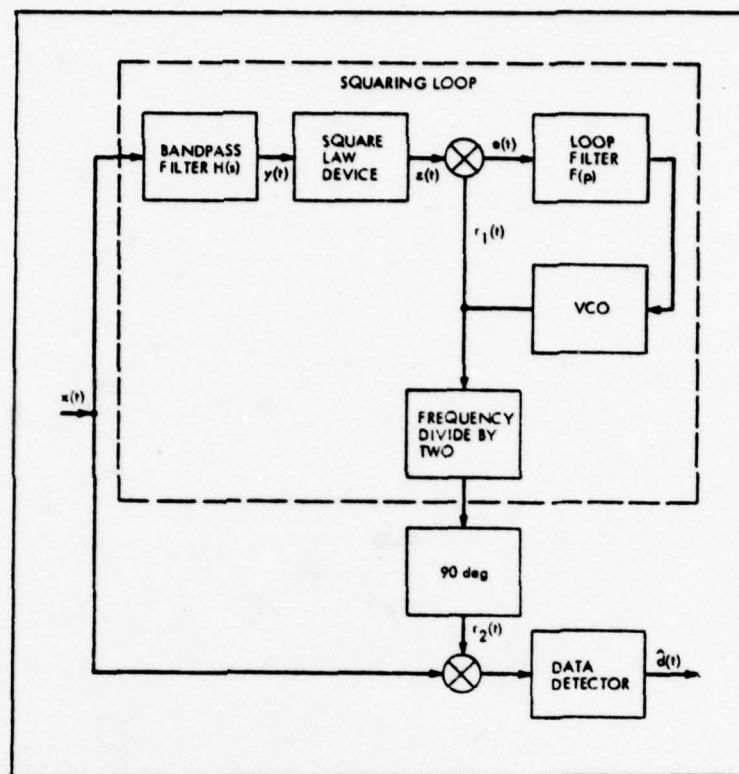 SQUARING LOOP
BANDPASS
FILTER H(s)
y(t)
SQUARE
LAW
DEVICE
z(t)
e(t)
LOOP
FILTER
F(p)
r₁(t)
VCO
x(t)
FREQUENCY
DIVIDE BY
TWO
90 deg
r₂(t)
DATA
DETECTOR
d̂(t)